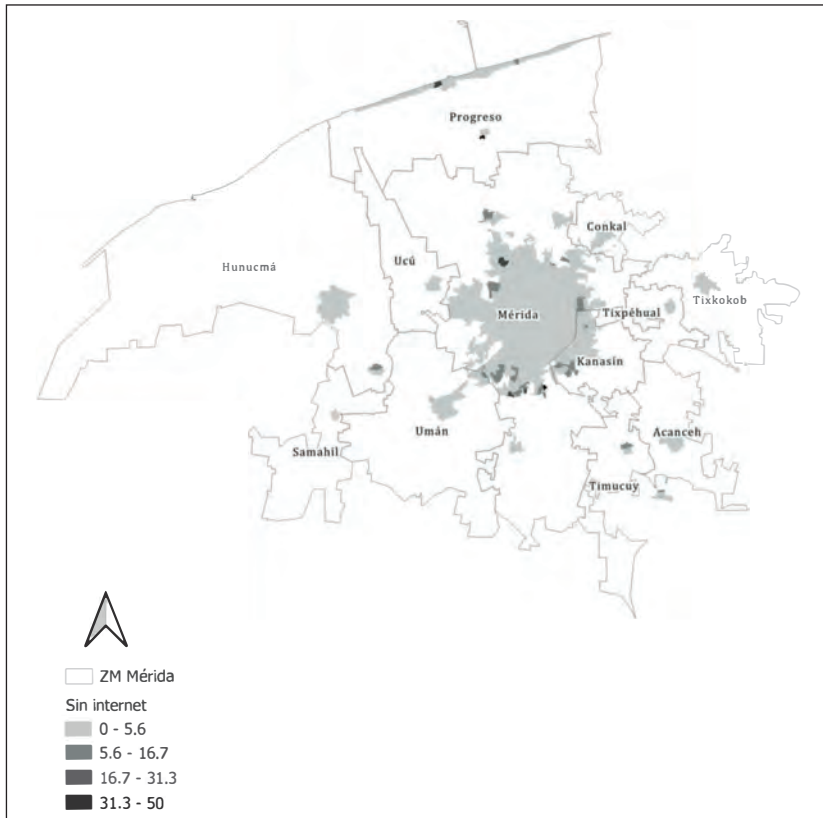 Progreso
Conkal
Ucú
Hunucmá
Tixkokob
Mérida
Tixpéhual
Kanasín
Umán
Acanceh
Samahil
Timucuy
ZM Mérida
Sin internet
0 - 5.6
5.6 - 16.7
16.7 - 31.3
31.3 - 50